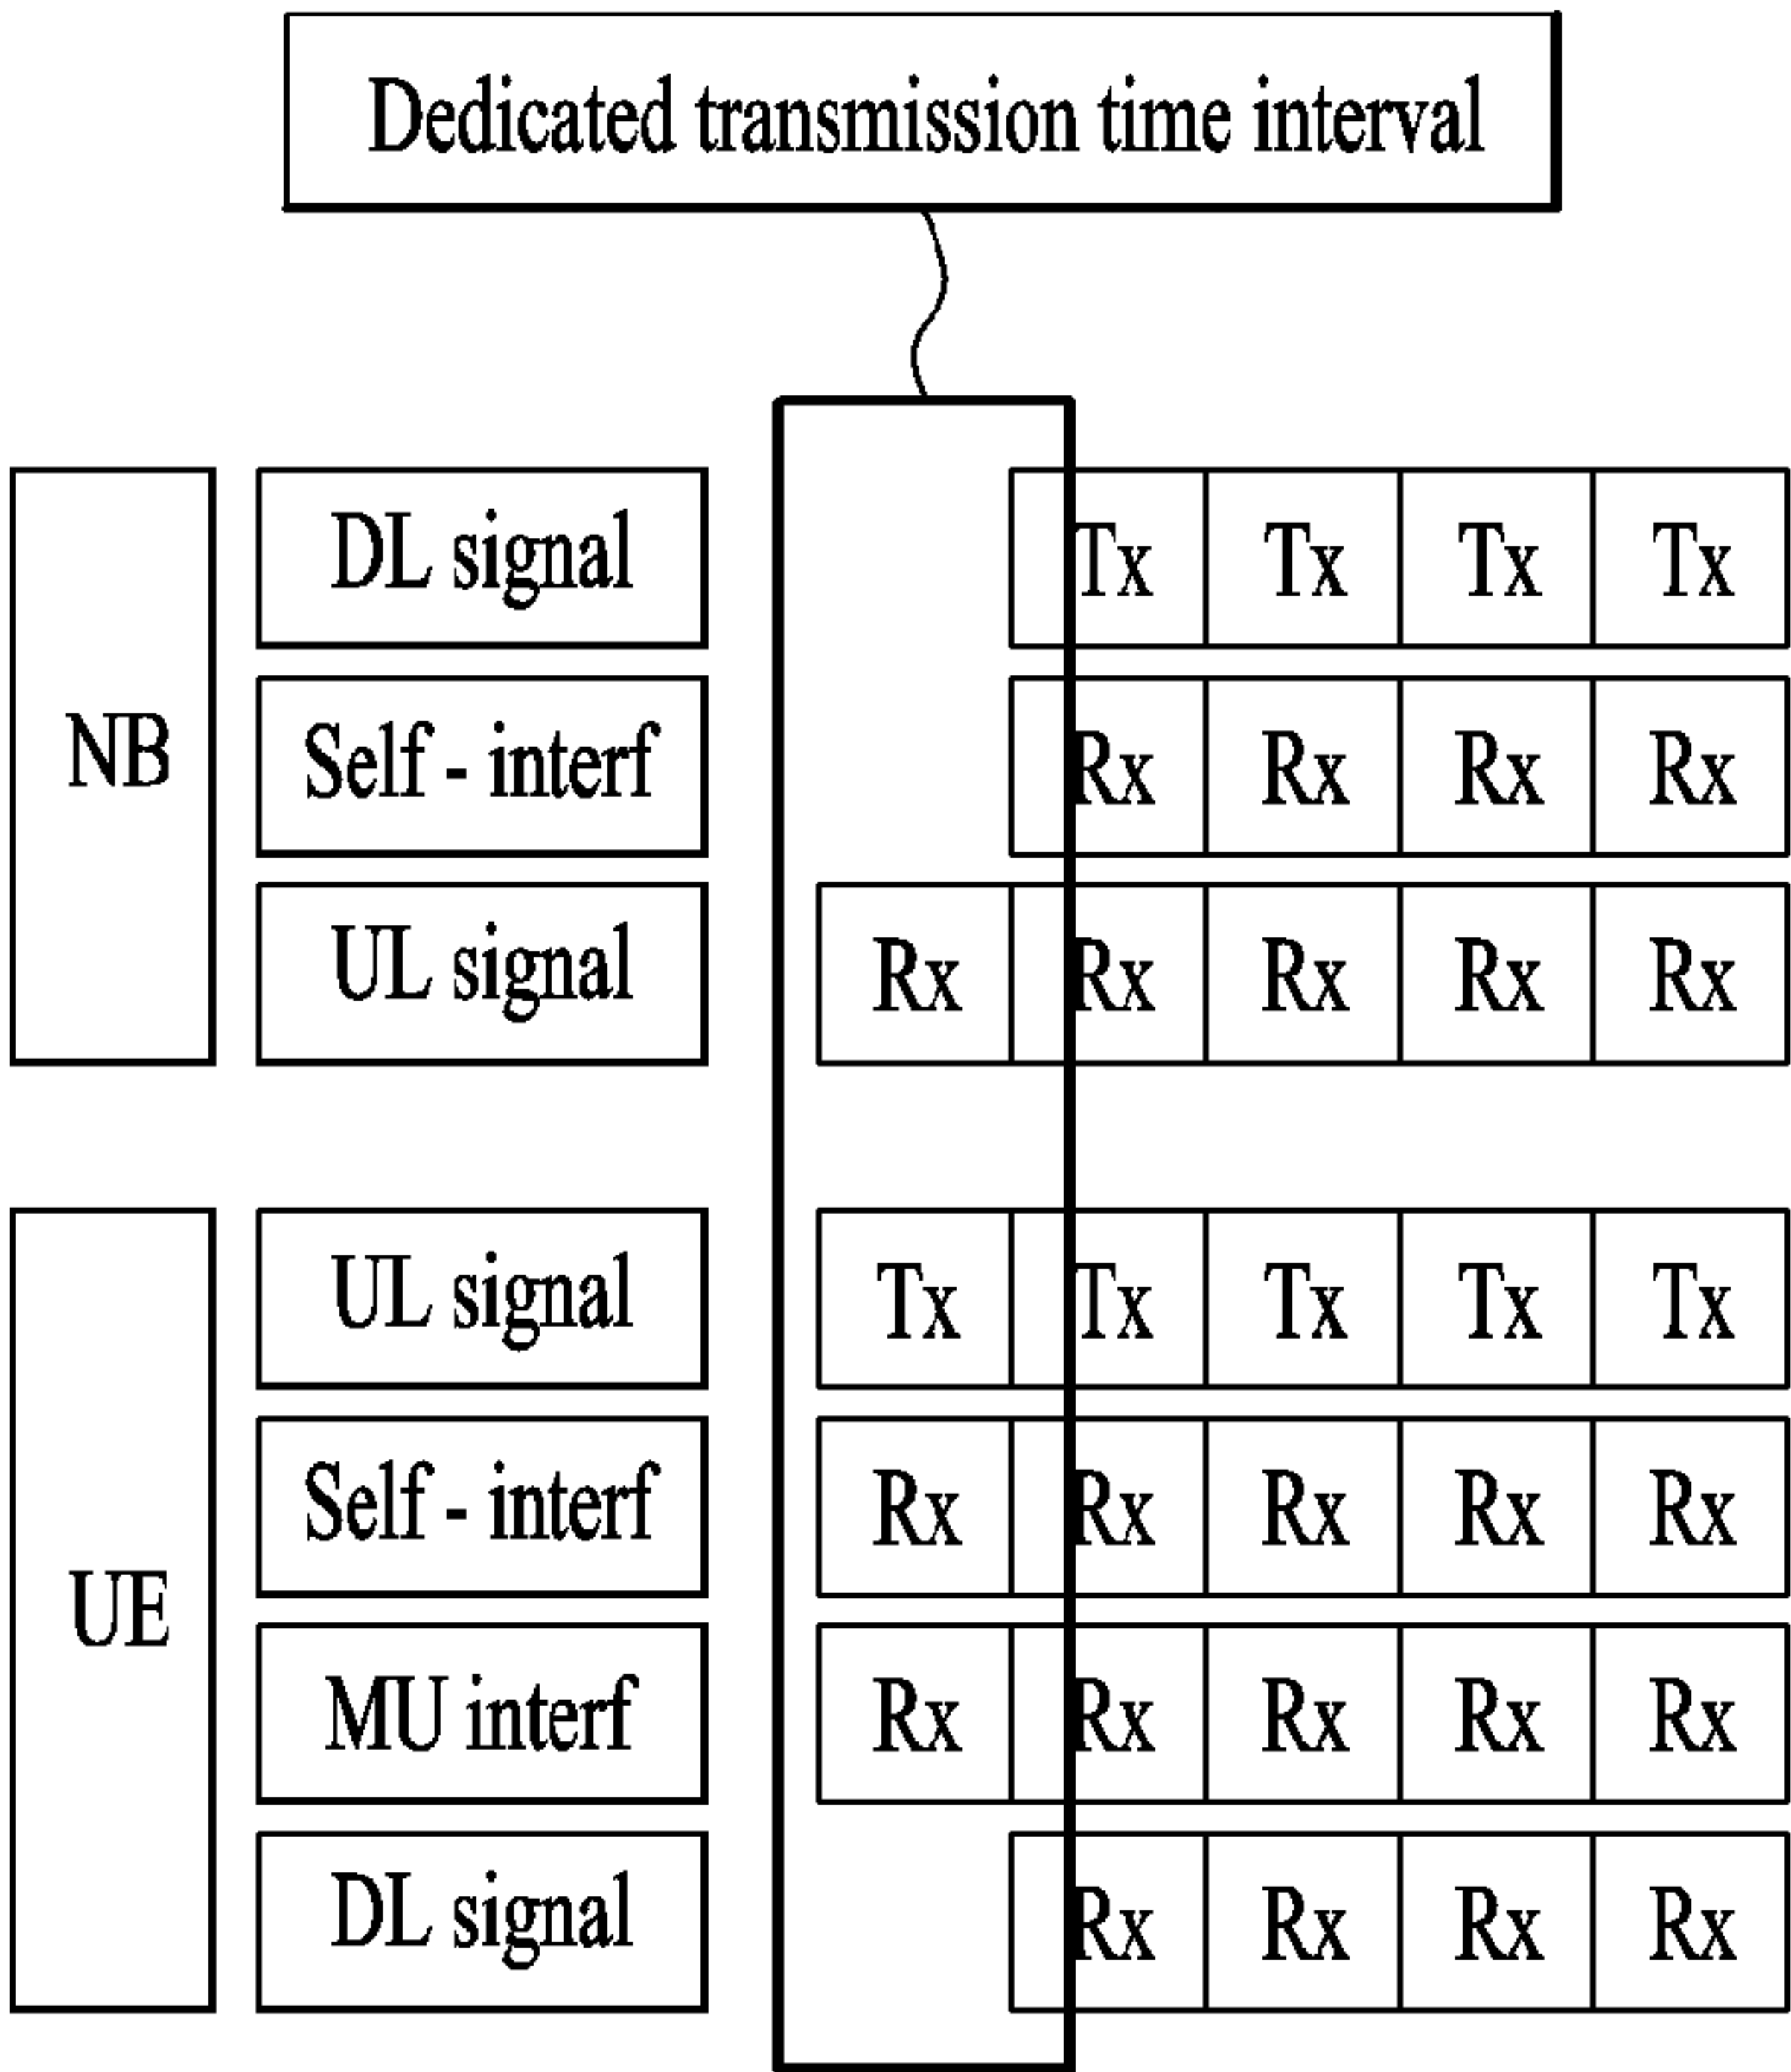 Dedicated transmission time interval
NB
DL signal Tx Tx Tx Tx
Self - interf Rx Rx Rx Rx
UL signal Rx Rx Rx Rx Rx
UE
UL signal Tx Tx Tx Tx Tx
Self - interf Rx Rx Rx Rx Rx
MU interf Rx Rx Rx Rx Rx
DL signal Rx Rx Rx Rx